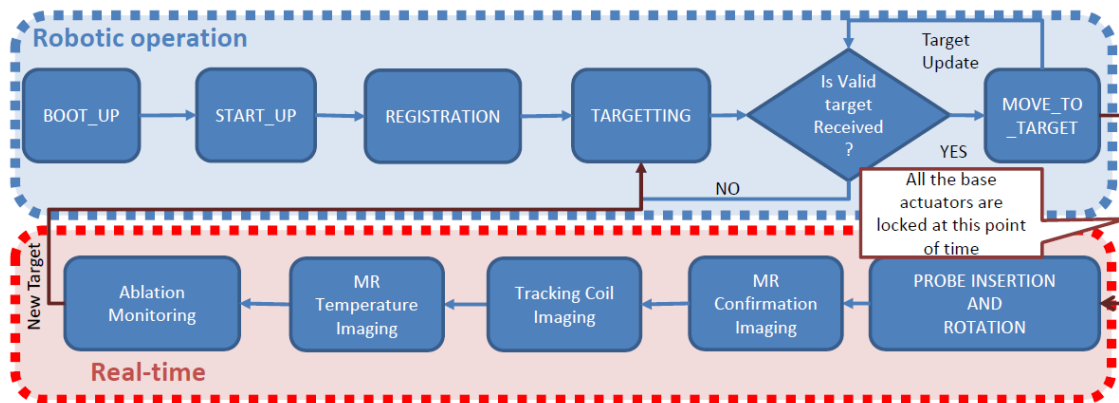 Robotic operation
BOOT_UP
START_UP
REGISTRATION
TARGETTING
Is Valid
target
Received
?
Target
Update
MOVE_TO
_TARGET
YES
NO
All the base
actuators are
locked at this point
of time
New Target
Ablation
Monitoring
MR
Temperature
Imaging
Tracking Coil
Imaging
MR
Confirmation
Imaging
PROBE INSERTION
AND
ROTATION
Real-time